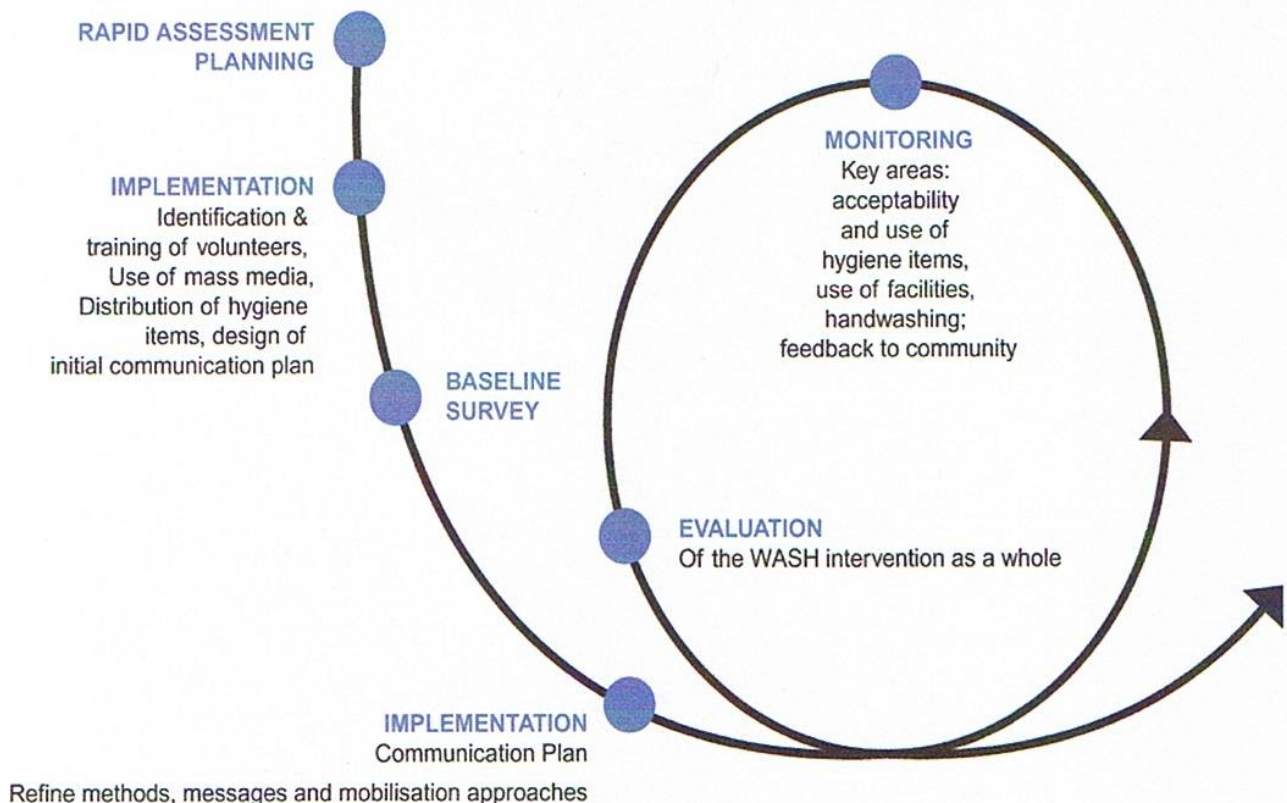 RAPID ASSESSMENT
PLANNING
IMPLEMENTATION
Identification &
training of volunteers,
Use of mass media,
Distribution of hygiene
items, design of
initial communication plan
BASELINE
SURVEY
MONITORING
Key areas:
acceptability
and use of
hygiene items,
use of facilities,
handwashing;
feedback to community
EVALUATION
Of the WASH intervention as a whole
IMPLEMENTATION
Communication Plan
Refine methods, messages and mobilisation approaches